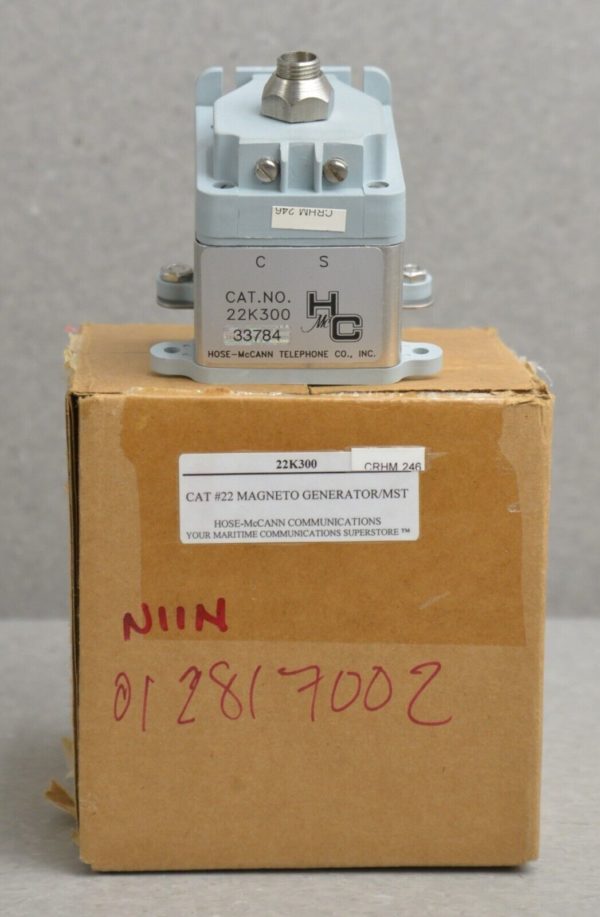 CRHM 246
C S
CAT.NO.
22K300
33784
H Mc C
HOSE-McCANN TELEPHONE CO., INC.
22K300
CRHM 246
CAT #22 MAGNETO GENERATOR/MST
HOSE-McCANN COMMUNICATIONS
YOUR MARITIME COMMUNICATIONS SUPERSTORE ™
NIIN
012817002